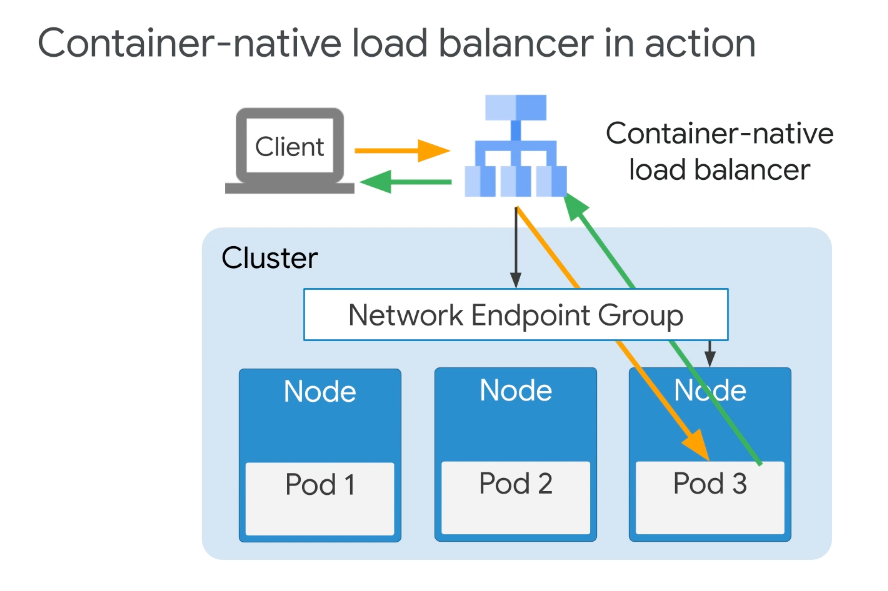 Container-native load balancer in action
Client
Container-native
load balancer
Cluster
Network Endpoint Group
Node
Node
Node
Pod 1
Pod 2
Pod 3